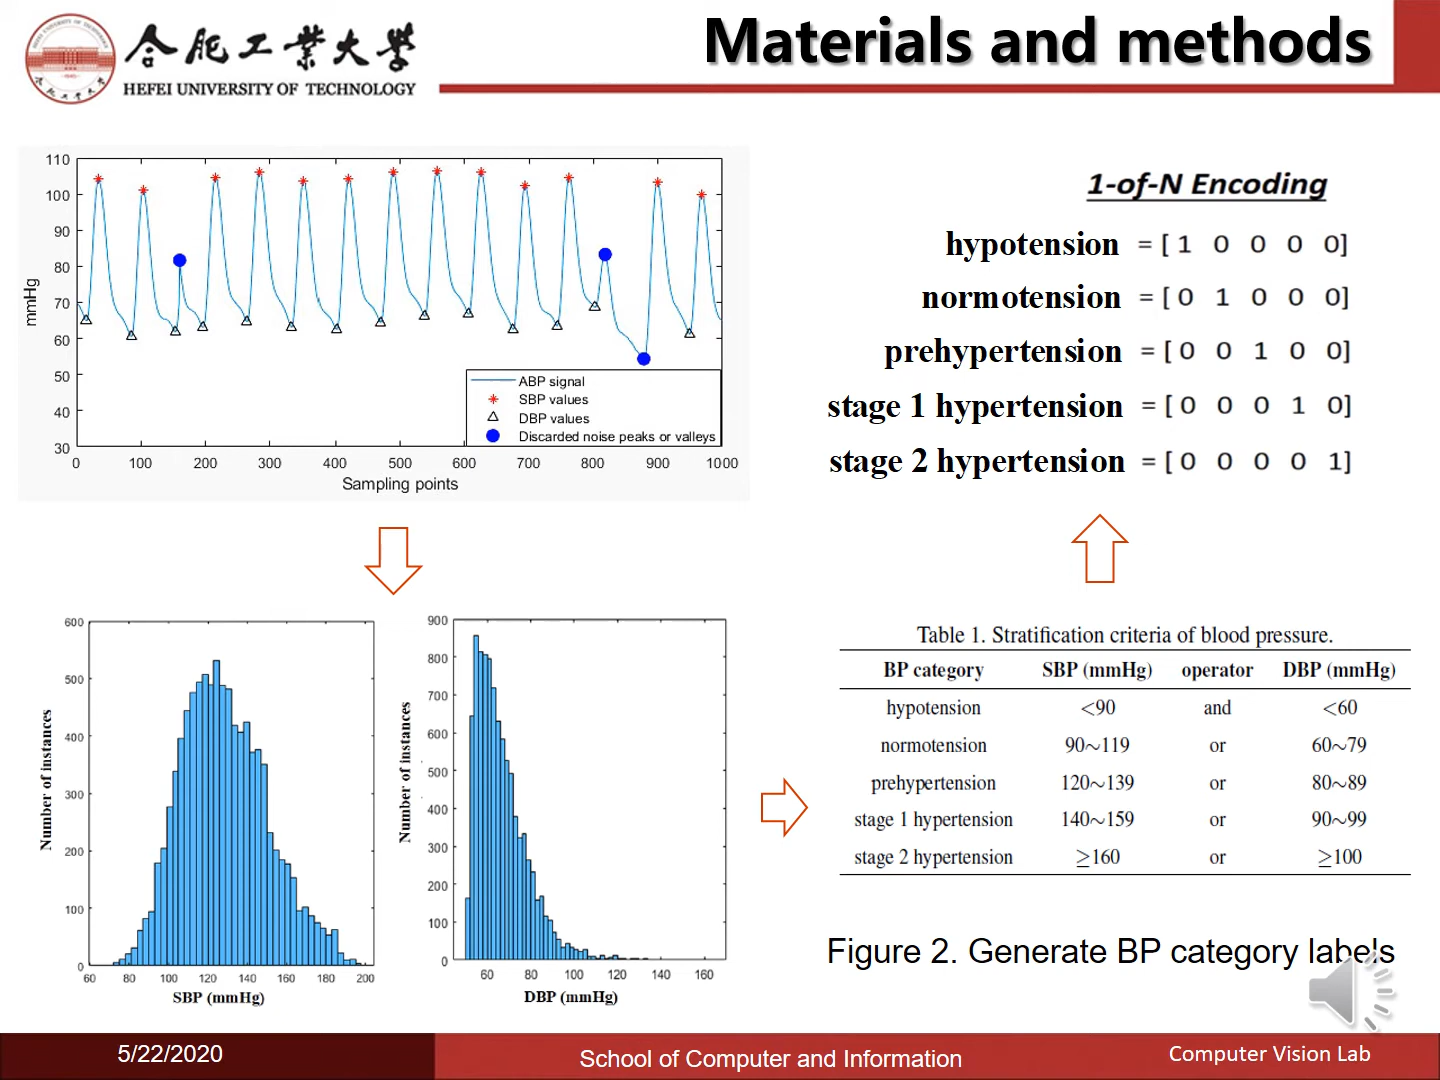 Materials and methods
合肥工業大學
HEFEI UNIVERSITY OF TECHNOLOGY
110
100
90
80
70
60
50
40
30
mmHg
0 100 200 300 400 500 600 700 800 900 1000
Sampling points
ABP signal
SBP values
DBP values
Discarded noise peaks or valleys
1-of-N Encoding
hypotension = [ 1 0 0 0 0]
normotension = [ 0 1 0 0 0]
prehypertension = [ 0 0 1 0 0]
stage 1 hypertension = [ 0 0 0 1 0]
stage 2 hypertension = [ 0 0 0 0 1]
600
500
400
300
200
100
0
Number of instances
60 80 100 120 140 160 180 200
SBP (mmHg)
900
800
700
600
500
400
300
200
100
0
Number of instances
60 80 100 120 140 160
DBP (mmHg)
Table 1. Stratification criteria of blood pressure.
BP category SBP (mmHg) operator DBP (mmHg)
hypotension <90 and <60
normotension 90~119 or 60~79
prehypertension 120~139 or 80~89
stage 1 hypertension 140~159 or 90~99
stage 2 hypertension ≥160 or ≥100
Figure 2. Generate BP category labels
5/22/2020
School of Computer and Information
Computer Vision Lab